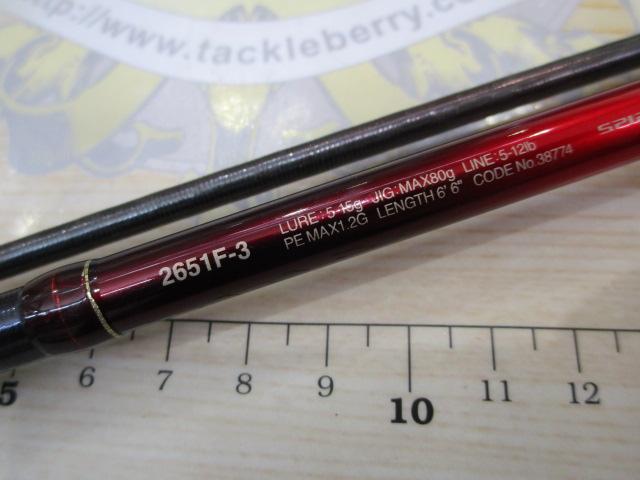 http://www.tackleberry.co
2651F-3
LURE: 5-15g JIG:MAX80g LINE: 5-12lb
PE MAX1.2G LENGTH 6'6" CODE No.38774
5 6 7 8 9 10 11 12